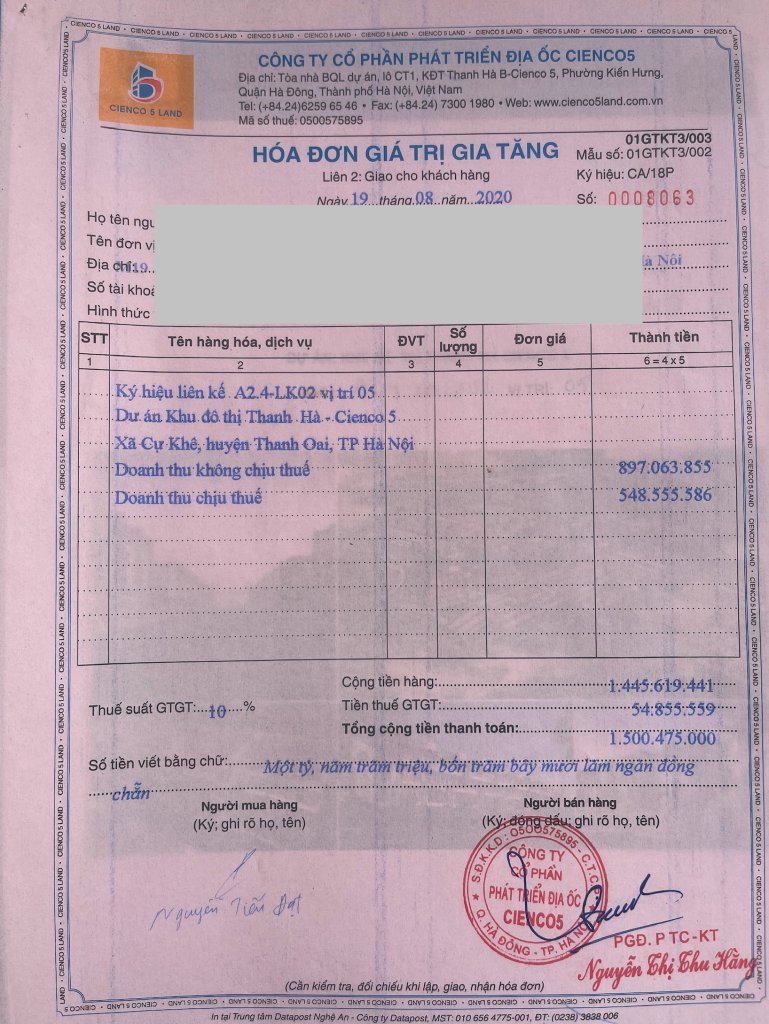 CIENCO 5 LAND
CÔNG TY CỔ PHẦN PHÁT TRIỂN ĐỊA ỐC CIENCO5
Địa chỉ: Tòa nhà BQL dự án, lô CT1, KĐT Thanh Hà B-Cienco 5, Phường Kiến Hưng,
Quận Hà Đông, Thành phố Hà Nội, Việt Nam
Tel: (+84.24)6259 65 46 • Fax: (+84.24) 7300 1980 • Web: www.cienco5land.com.vn
Mã số thuế: 0500575895
HÓA ĐƠN GIÁ TRỊ GIA TĂNG
Liên 2: Giao cho khách hàng
Ngày 19 tháng 08 năm 2020
01GTKT3/003
Mẫu số: 01GTKT3/002
Ký hiệu: CA/18P
Số: 0008063
Họ tên
Tên đơn vị
Địa chỉ: Hà Nội
Số tài
Hình thức
STT Tên hàng hóa, dịch vụ ĐVT Số lượng Đơn giá Thành tiền
1 2 3 4 5 6 = 4 x 5
Ký hiệu liên kế A2.4-LK02 vị trí 05
Dự án Khu đô thị Thanh Hà - Cienco 5
Xã Cự Khê, huyện Thanh Oai, TP Hà Nội
Doanh thu không chịu thuế 897.063.855
Doanh thu chịu thuế 548.555.586
Cộng tiền hàng: 1.445.619.441
Thuế suất GTGT: 10 % Tiền thuế GTGT: 54.855.559
Tổng cộng tiền thanh toán: 1.500.475.000
Số tiền viết bằng chữ: Một tỷ, năm trăm triệu, bốn trăm bảy mươi lăm ngàn đồng
chẵn
Người mua hàng
(Ký; ghi rõ họ, tên)
Người bán hàng
(Ký; đóng dấu; ghi rõ họ, tên)
Nguyễn Tiến Đạt
S.Đ.K.K.D: 0500575895 - C.T.C.P
CÔNG TY
CỔ PHẦN
PHÁT TRIỂN ĐỊA ỐC
CIENCO5
Q. HÀ ĐÔNG - TP. HÀ NỘI
PGĐ. P TC-KT
Nguyễn Thị Thu Hằng
(Cần kiểm tra, đối chiếu khi lập, giao, nhận hóa đơn)
In tại Trung tâm Datapost Nghệ An - Công ty Datapost, MST: 010 656 4775-001, ĐT: (0238) 3838 006